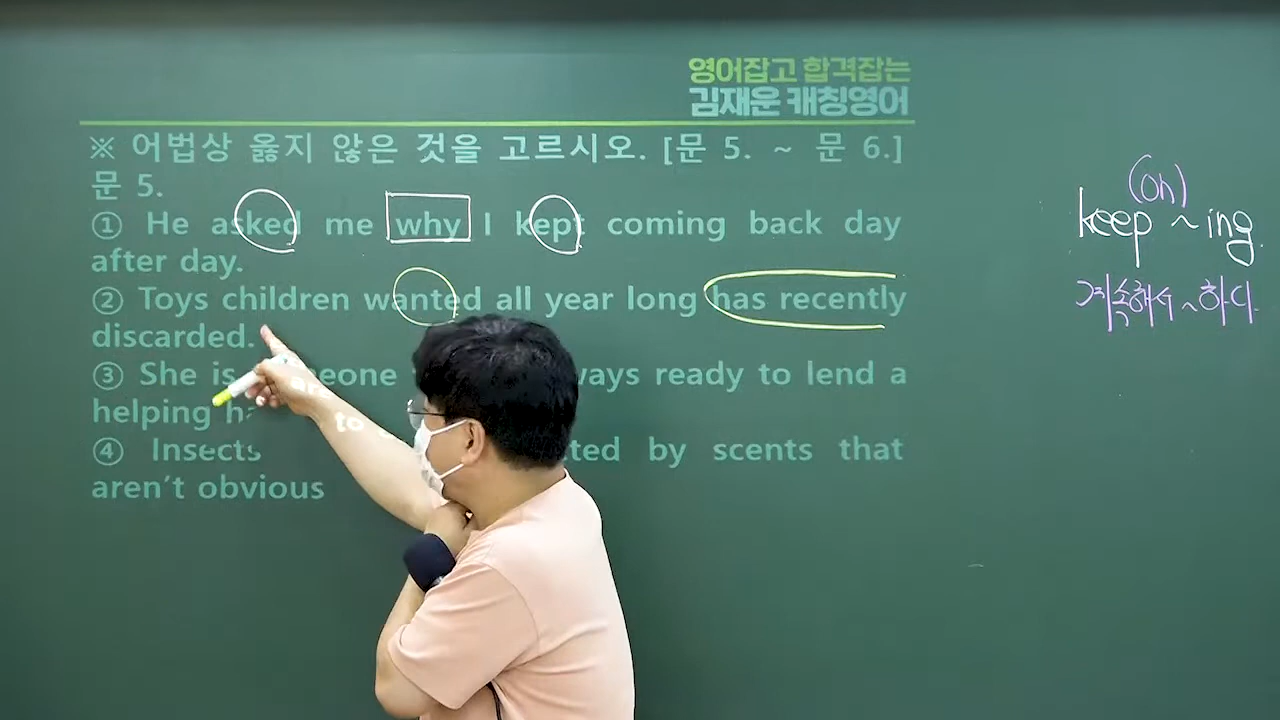 영어잡고 합격잡는
김재운 캐칭영어
※ 어법상 옳지 않은 것을 고르시오. [문 5. ~ 문 6.]
문 5.
① He asked me why I kept coming back day
after day.
② Toys children wanted all year long has recently
discarded.
③ She is ready to lend a
helping
④ Insects by scents that
aren't obvious
to
(on)
keep ~ing
계속해서 ~하다